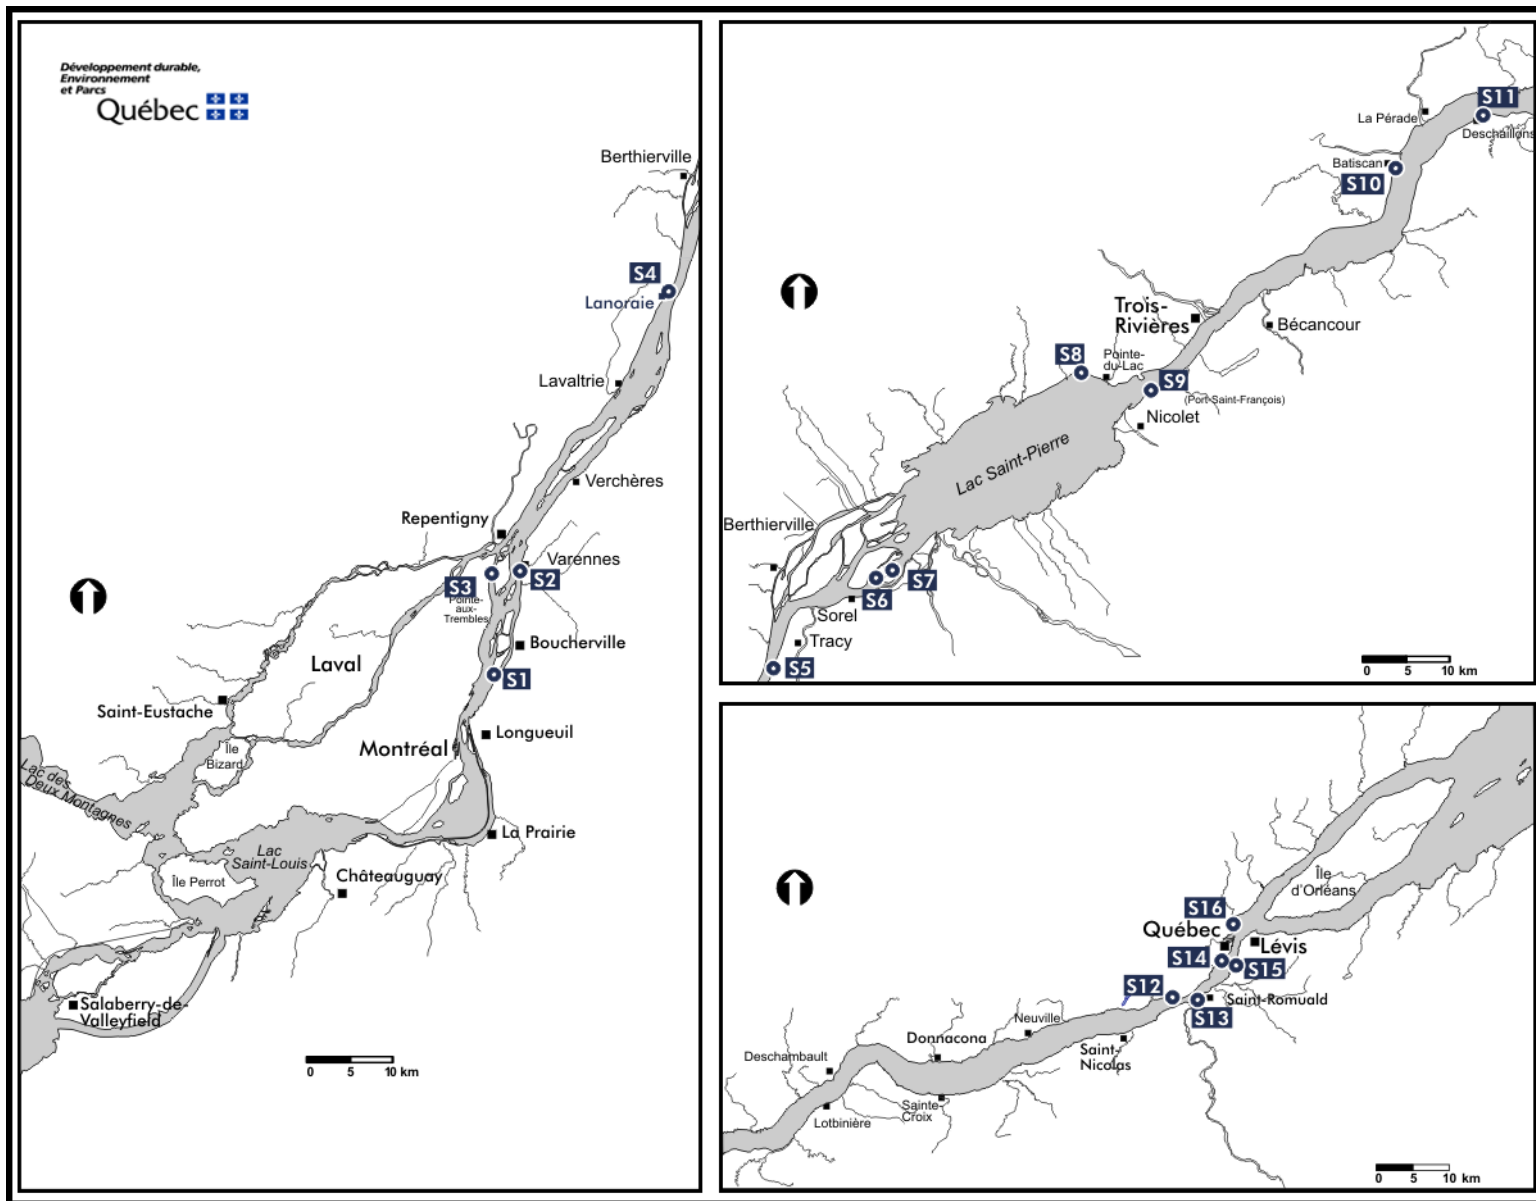 Développement durable,
Environnement
et Parcs
Québec
Berthierville
S4
Lanoraie
Lavaltrie
Verchères
Repentigny
Varennes
S3
S2
Pointe-
aux-
Trembles
Boucherville
Laval
S1
Saint-Eustache
Longueuil
Montréal
Île
Bizard
Lac des
Deux Montagnes
La Prairie
Lac
Saint-Louis
Île Perrot
Châteauguay
Salaberry-de-
Valleyfield
0 5 10 km
S11
La Pérade
Deschaillons
Batiscan
S10
Trois-
Rivières
Bécancour
S8
Pointe-
du-Lac
S9
(Port-Saint-François)
Nicolet
Lac Saint-Pierre
Berthierville
S7
S6
Sorel
Tracy
S5
0 5 10 km
Île
d'Orléans
S16
Québec
Lévis
S14
S15
S12
Saint-Romuald
S13
Neuville
Donnacona
Saint-
Nicolas
Deschambault
Sainte-
Croix
Lotbinière
0 5 10 km